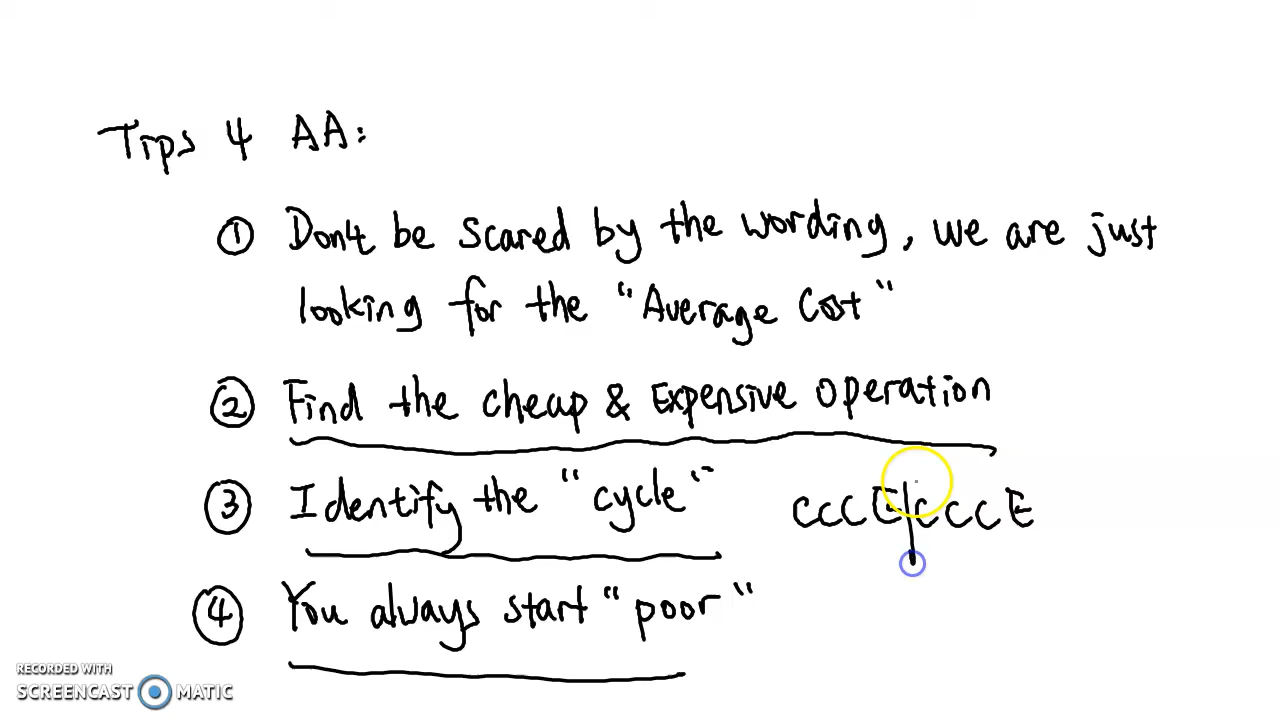 Tips 4 AA:
① Don't be scared by the wording, we are just
looking for the "Average Cost"
② Find the cheap & Expensive operation
③ Identify the "cycle" CCCE|CCCE
④ You always start "poor"
RECORDED WITH
SCREENCAST MATIC